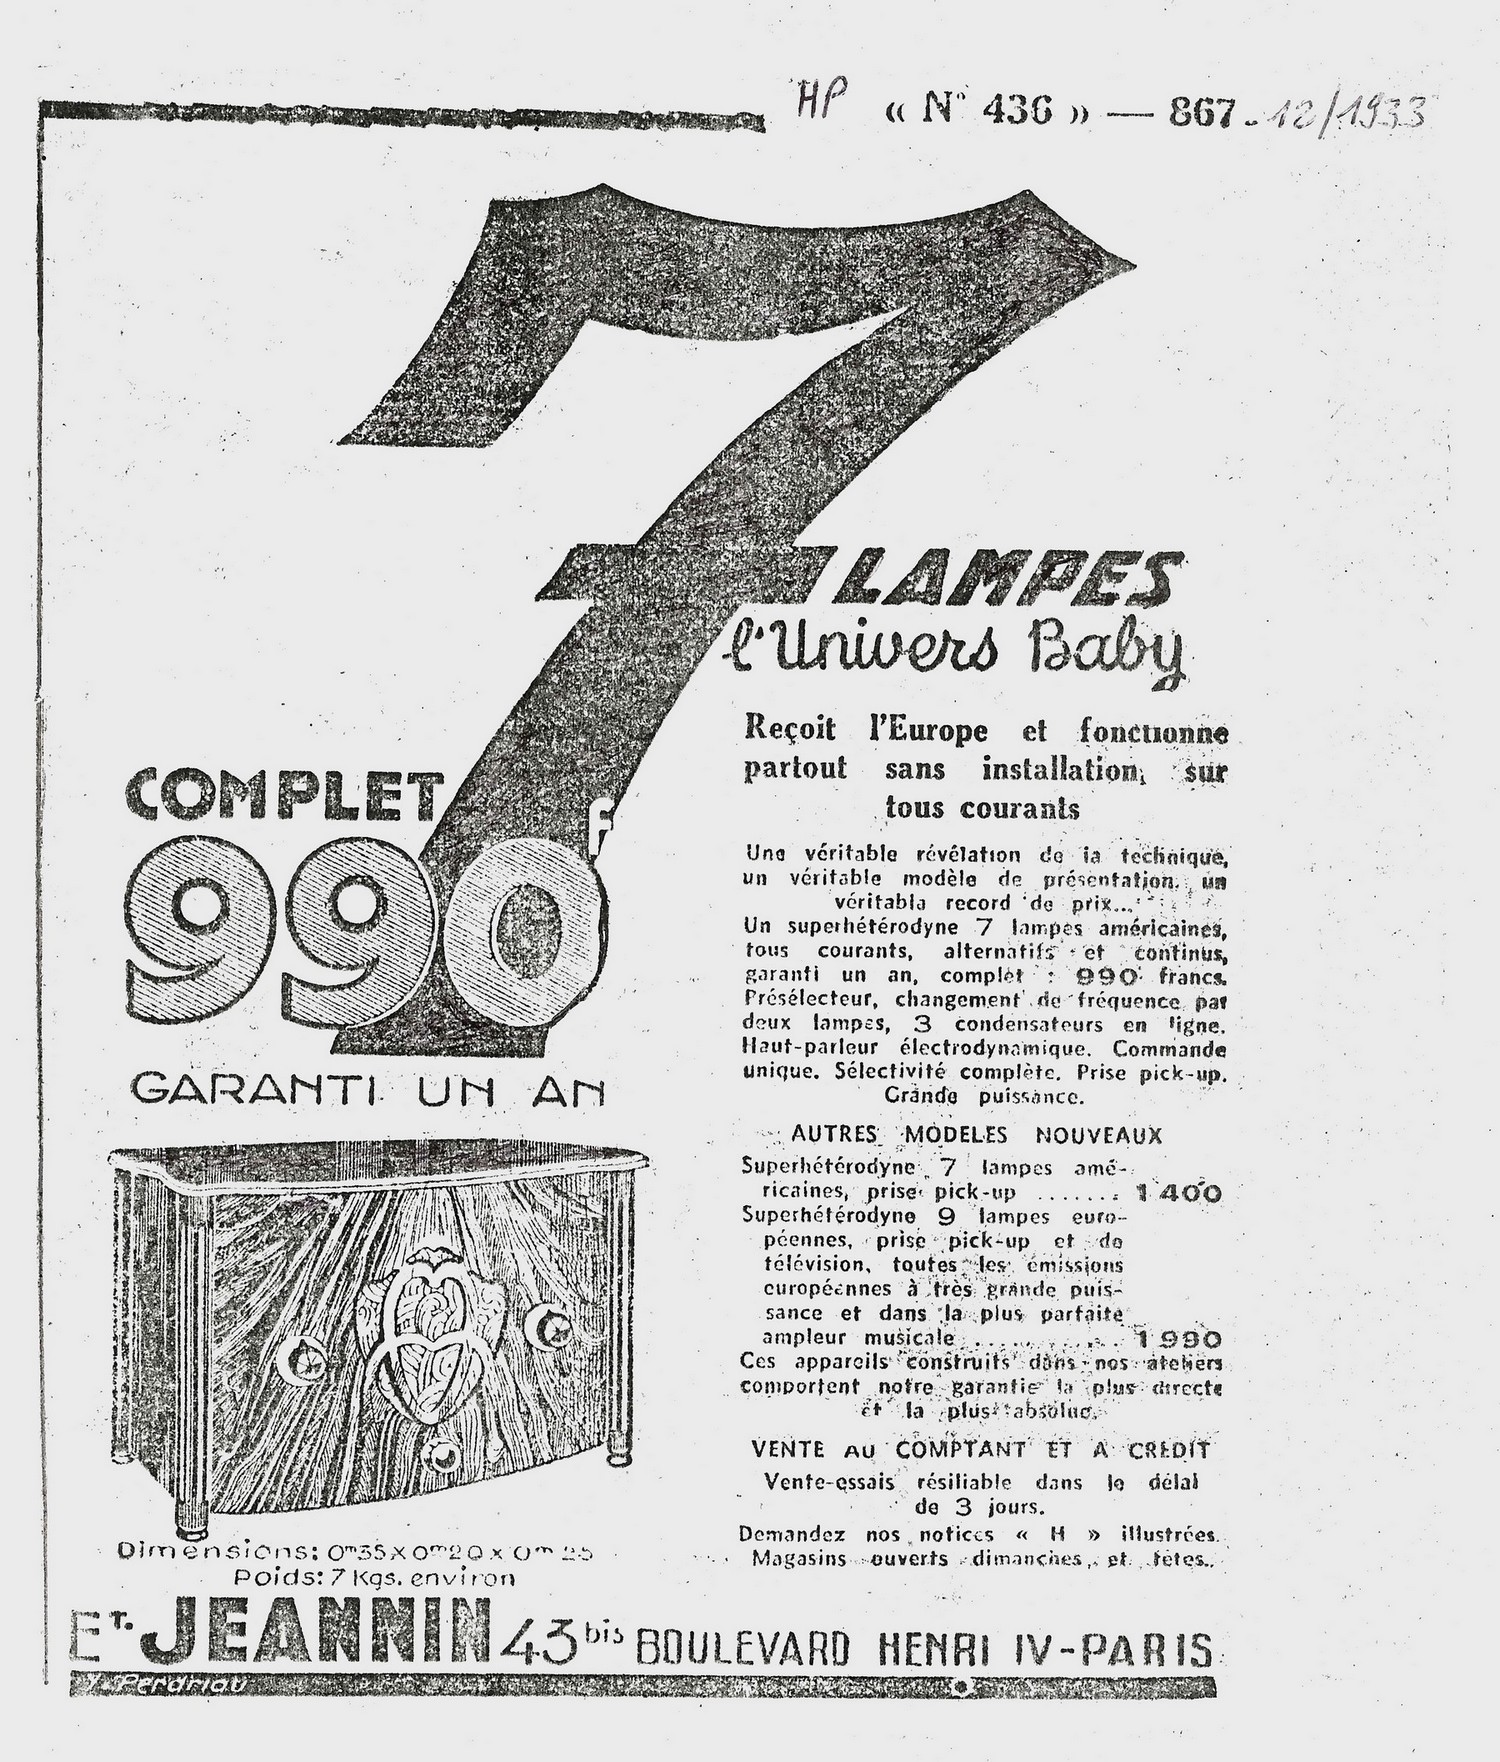 HP « N° 436 » — 867 - 12/1933
7
LAMPES
l'Univers Baby
COMPLET
990F
GARANTI UN AN
Reçoit l'Europe et fonctionne
partout sans installation, sur
tous courants
Une véritable révélation de la technique,
un véritable modèle de présentation, un
véritable record de prix...
Un superhétérodyne 7 lampes américaines,
tous courants, alternatifs et continus,
garanti un an, complet : 990 francs.
Présélecteur, changement de fréquence par
deux lampes, 3 condensateurs en ligne.
Haut-parleur électrodynamique. Commande
unique. Sélectivité complète. Prise pick-up.
Grande puissance.
AUTRES MODELES NOUVEAUX
Superhétérodyne 7 lampes amé-
ricaines, prise pick-up ....... 1 400
Superhétérodyne 9 lampes euro-
péennes, prise pick-up et de
télévision, toutes les émissions
européennes à très grande puis-
sance et dans la plus parfaite
ampleur musicale .............. 1 990
Ces appareils construits dans nos ateliers
comportent notre garantie la plus directe
et la plus absolue.
VENTE AU COMPTANT ET A CREDIT
Vente-essais résiliable dans le délai
de 3 jours.
Demandez nos notices « H » illustrées.
Magasins ouverts dimanches et fêtes.
Dimensions: 0m35 x 0m20 x 0m25
Poids: 7 Kgs. environ
ET. JEANNIN 43bis BOULEVARD HENRI IV-PARIS
Y. Perdriau